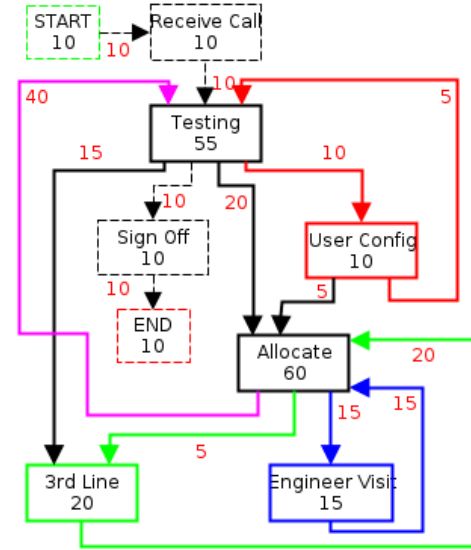 START
10
Receive Call
10
10
10
40
5
Testing
55
15
10
10
20
Sign Off
10
User Config
10
10
5
END
10
Allocate
60
20
15
15
5
3rd Line
20
Engineer Visit
15